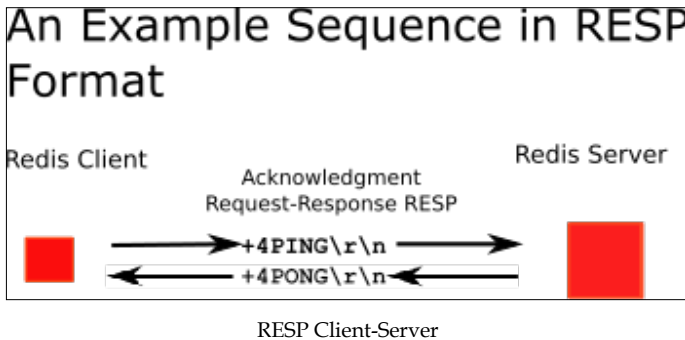 An Example Sequence in RESP
Format
Redis Client
Redis Server
Acknowledgment
Request-Response RESP
+4PING\r\n
+4PONG\r\n
RESP Client-Server